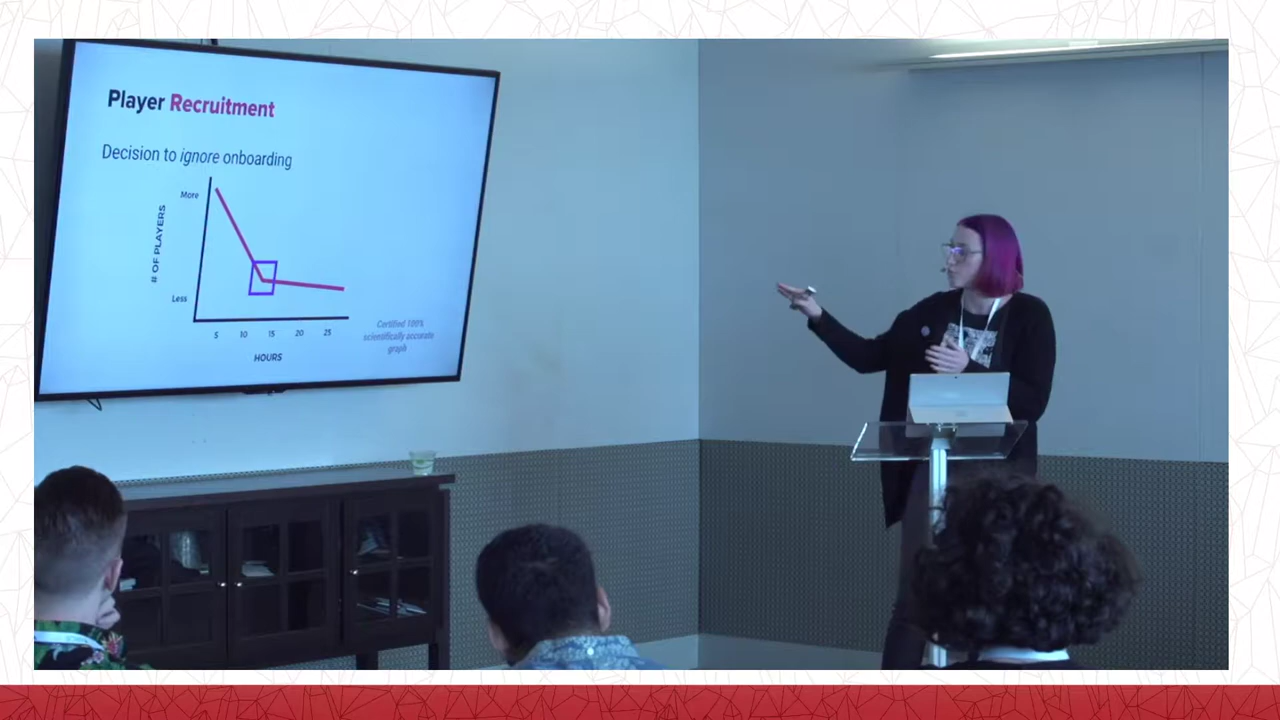 Player Recruitment
Decision to ignore onboarding
More
# OF PLAYERS
Less
5 10 15 20 25
HOURS
Certified 100%
scientifically accurate
graph